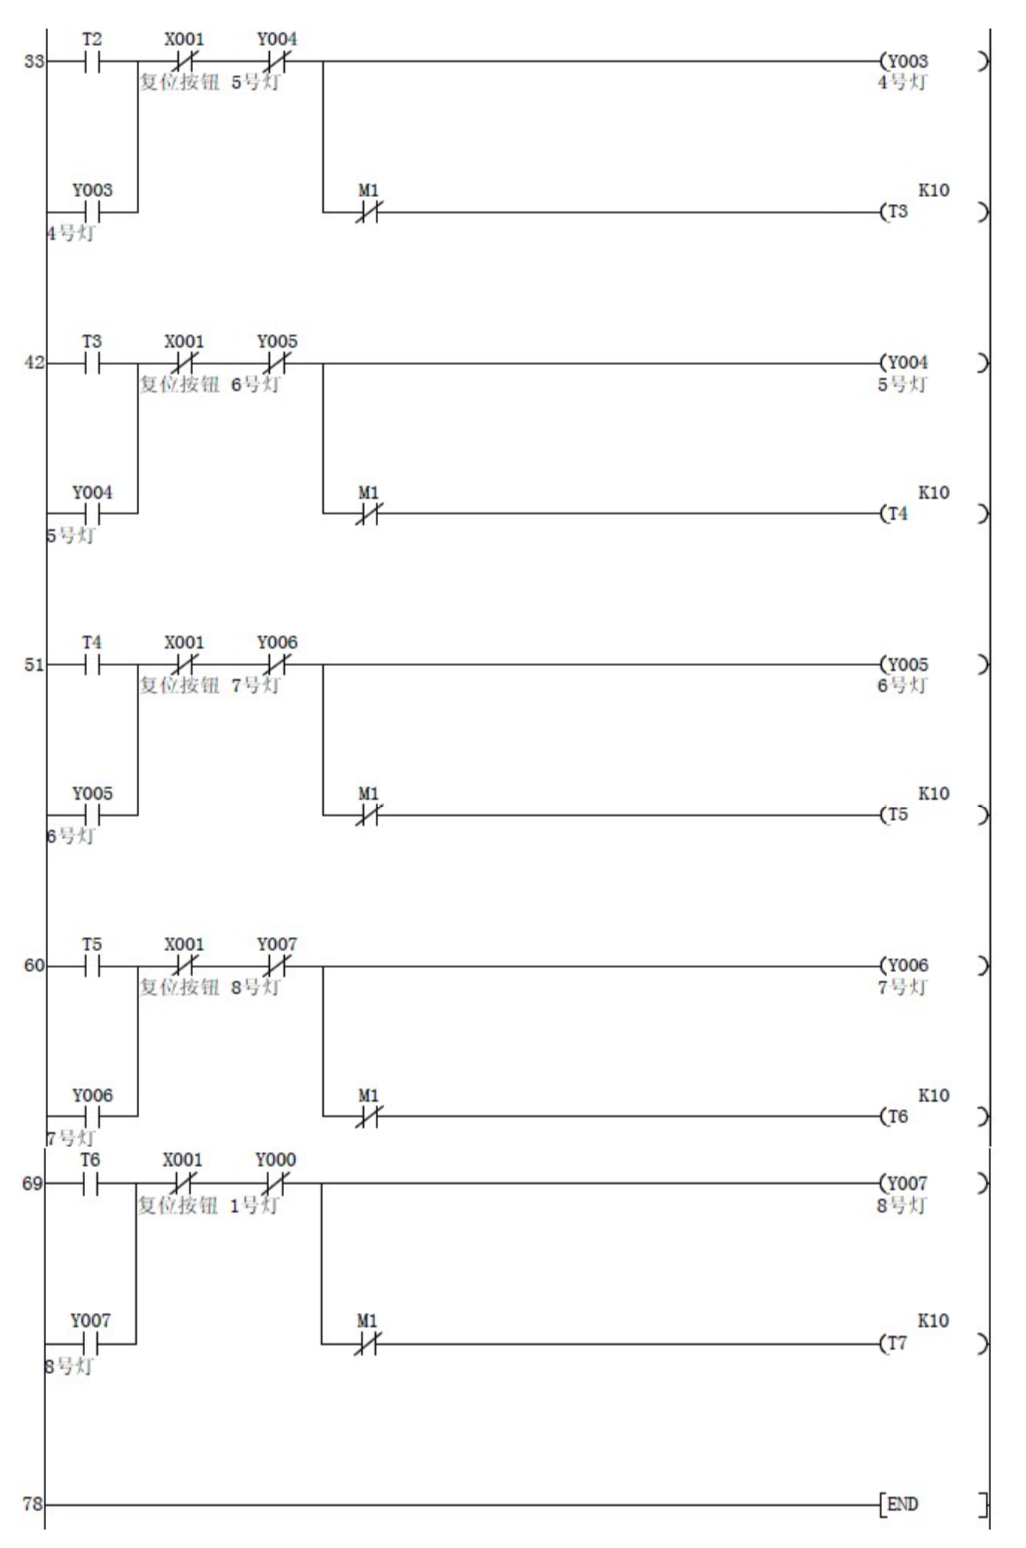 T2 X001 Y004
33 (Y003 )
复位按钮 5号灯 4号灯
Y003 M1 K10
(T3 )
4号灯
T3 X001 Y005
42 (Y004 )
复位按钮 6号灯 5号灯
Y004 M1 K10
(T4 )
5号灯
T4 X001 Y006
51 (Y005 )
复位按钮 7号灯 6号灯
Y005 M1 K10
(T5 )
6号灯
T5 X001 Y007
60 (Y006 )
复位按钮 8号灯 7号灯
Y006 M1 K10
(T6 )
7号灯
T6 X001 Y000
69 (Y007 )
复位按钮 1号灯 8号灯
Y007 M1 K10
(T7 )
8号灯
78 [END ]